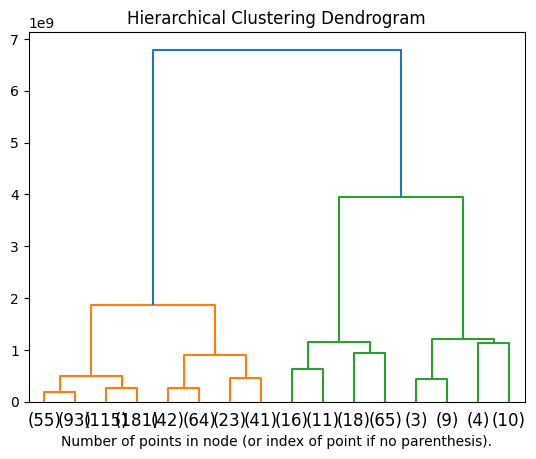 Hierarchical Clustering Dendrogram
1e9
7
6
5
4
3
2
1
0
(55) (93) (115) (181) (42) (64) (23) (41) (16) (11) (18) (65) (3) (9) (4) (10)
Number of points in node (or index of point if no parenthesis).